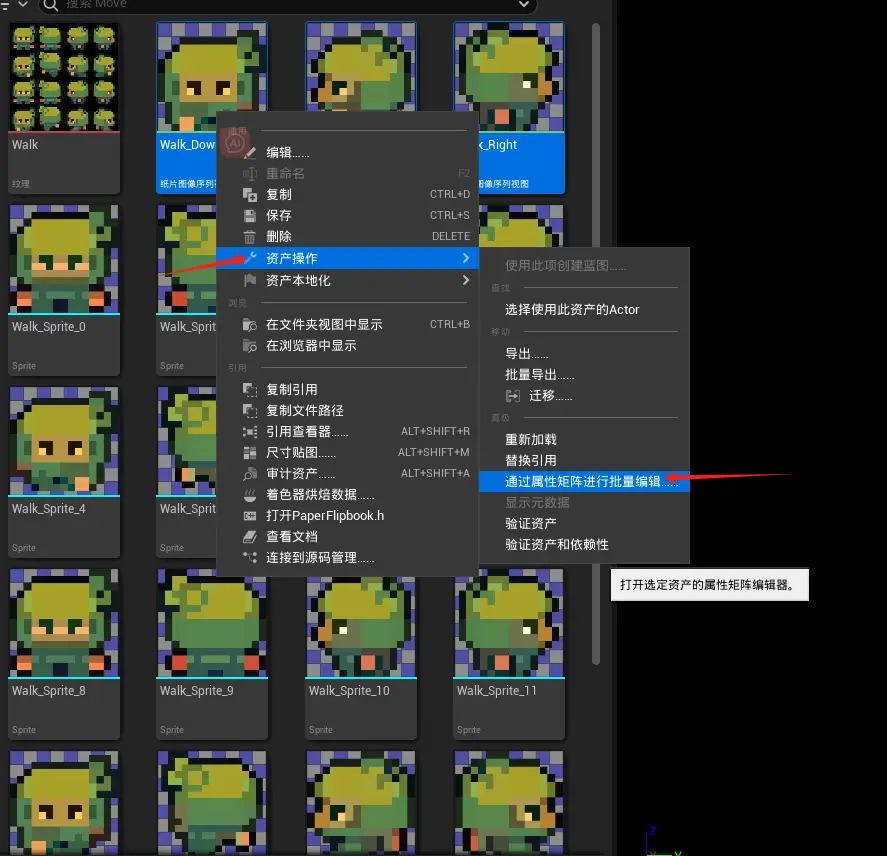 搜索 Move
Walk
纹理
Walk_Dow
纸片图像序列视
k_Right
图像序列视图
通用
编辑……
重命名 F2
复制 CTRL+D
保存 CTRL+S
删除 DELETE
资产操作
资产本地化
浏览
在文件夹视图中显示 CTRL+B
在浏览器中显示
引用
复制引用
复制文件路径
引用查看器…… ALT+SHIFT+R
尺寸贴图…… ALT+SHIFT+M
审计资产…… ALT+SHIFT+A
着色器烘焙数据……
打开PaperFlipbook.h
查看文档
连接到源码管理……
使用此项创建蓝图……
查找
选择使用此资产的Actor
移动
导出……
批量导出……
迁移……
高级
重新加载
替换引用
通过属性矩阵进行批量编辑……
显示元数据
验证资产
验证资产和依赖性
打开选定资产的属性矩阵编辑器。
Walk_Sprite_0
Sprite
Walk_Sprit
Sprite
Walk_Sprite_4
Sprite
Walk_Sprit
Sprite
Walk_Sprite_8
Sprite
Walk_Sprite_9
Sprite
Walk_Sprite_10
Sprite
Walk_Sprite_11
Sprite
Z
Y